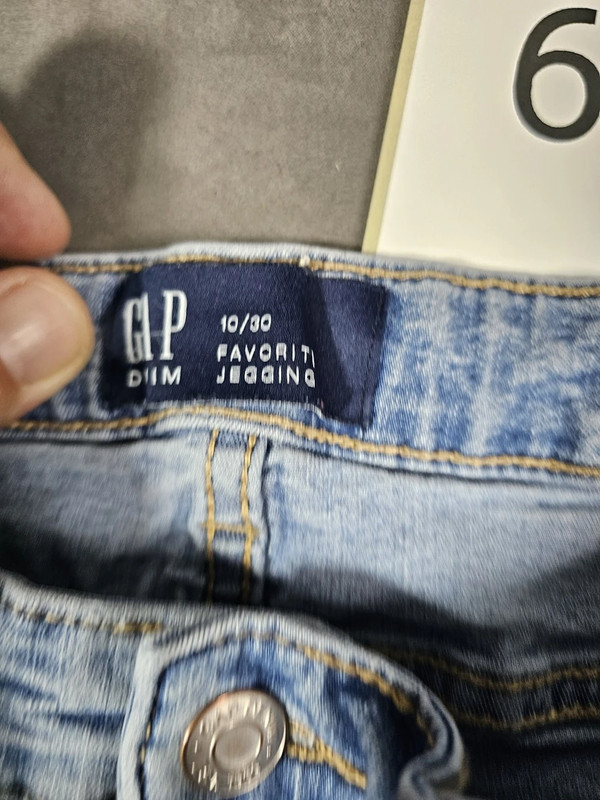 6
GAP
DENIM
10/30
FAVORITE
JEGGING